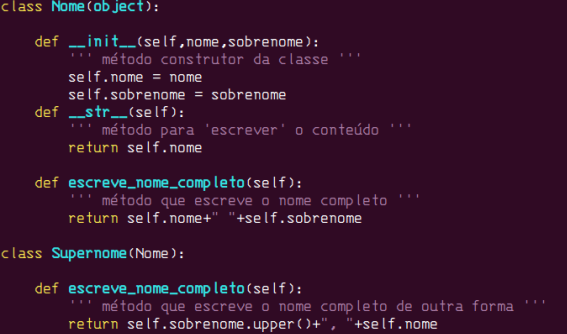 class Nome(object):
def __init__(self,nome,sobrenome):
''' método construtor da classe '''
self.nome = nome
self.sobrenome = sobrenome
def __str__(self):
''' método para 'escrever' o conteúdo '''
return self.nome
def escreve_nome_completo(self):
''' método que escreve o nome completo '''
return self.nome+" "+self.sobrenome
class Supernome(Nome):
def escreve_nome_completo(self):
''' método que escreve o nome completo de outra forma '''
return self.sobrenome.upper()+", "+self.nome